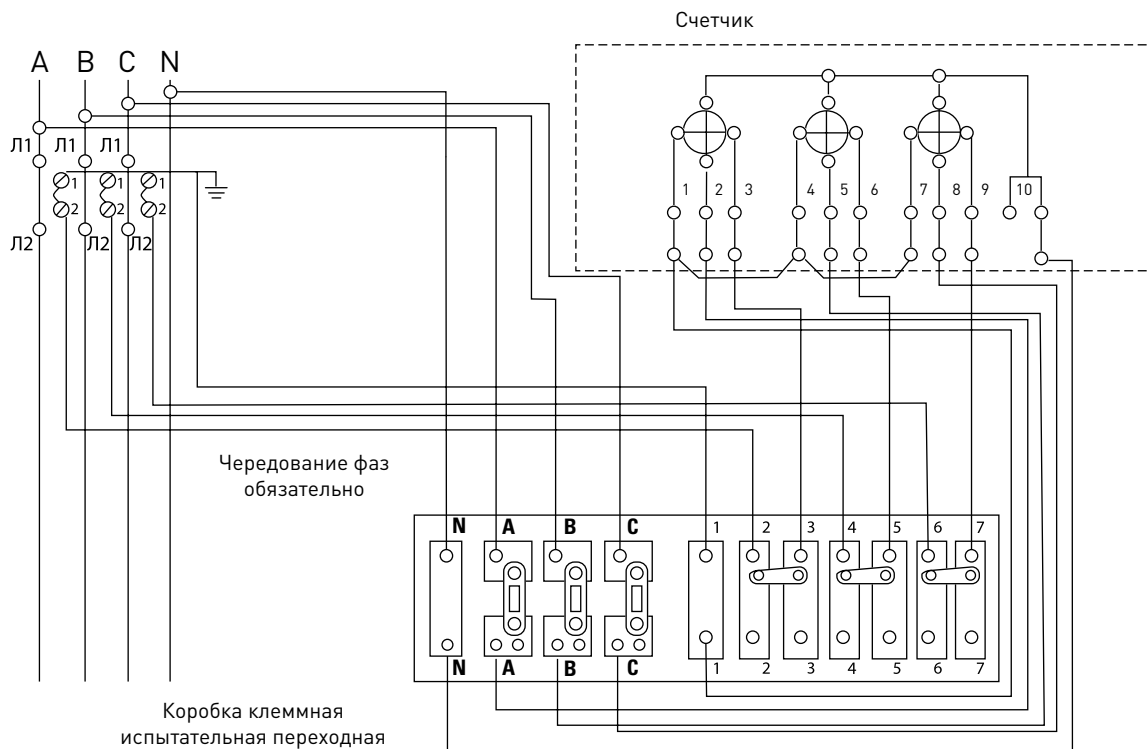 Счетчик
A B C N
Л1 Л1 Л1
1 1 1
2 2 2
Л2 Л2 Л2
1 2 3 4 5 6 7 8 9 10
Чередование фаз
обязательно
N A B C 1 2 3 4 5 6 7
N A B C 1 2 3 4 5 6 7
Коробка клеммная
испытательная переходная